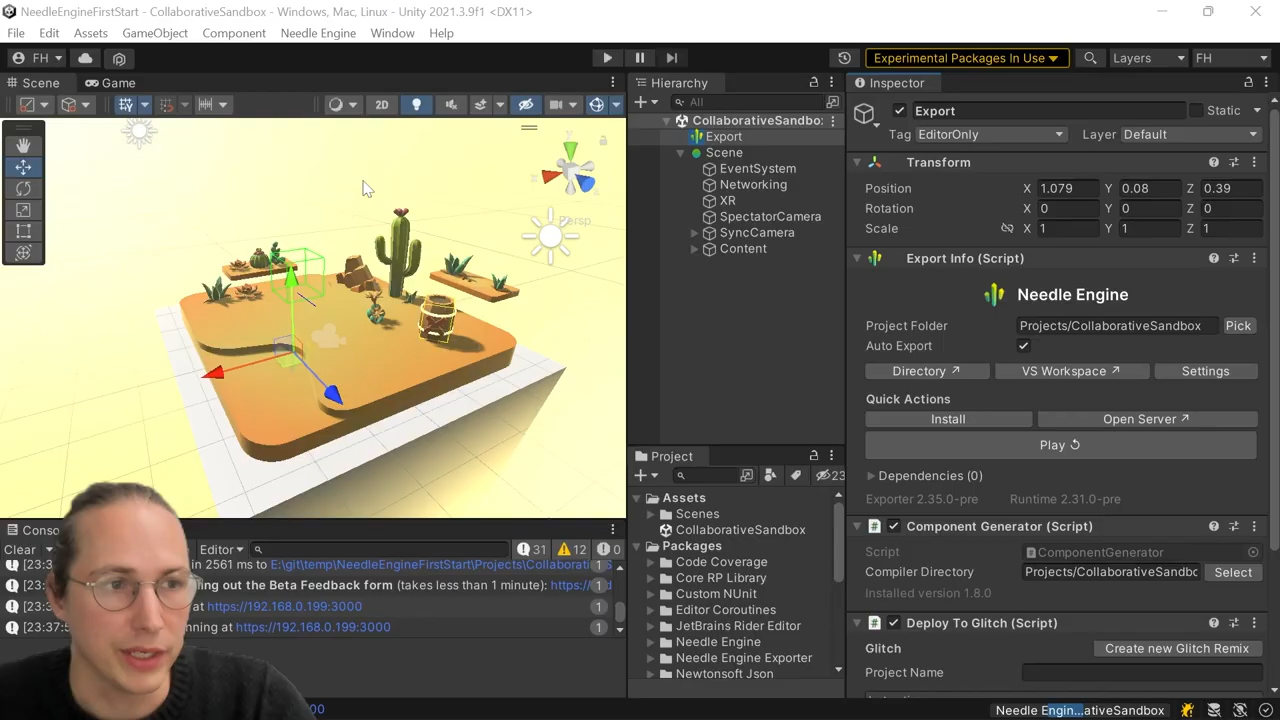 NeedleEngineFirstStart - CollaborativeSandbox - Windows, Mac, Linux - Unity 2021.3.9f1 <DX11>
File Edit Assets GameObject Component Needle Engine Window Help
FH Experimental Packages In Use Layers FH
Scene Game
2D
Persp
Hierarchy
All
CollaborativeSandbo
Export
Scene
EventSystem
Networking
XR
SpectatorCamera
SyncCamera
Content
Project
23
Assets
Scenes
CollaborativeSandbox
Packages
Code Coverage
Core RP Library
Custom NUnit
Editor Coroutines
JetBrains Rider Editor
Needle Engine
Needle Engine Exporter
Newtonsoft Json
Inspector
Export Static
Tag EditorOnly Layer Default
Transform
Position X 1.079 Y 0.08 Z 0.39
Rotation X 0 Y 0 Z 0
Scale X 1 Y 1 Z 1
Export Info (Script)
Needle Engine
Project Folder Projects/CollaborativeSandbox Pick
Auto Export
Directory ↗ VS Workspace ↗ Settings
Quick Actions
Install Open Server ↗
Play
Dependencies (0)
Exporter 2.35.0-pre Runtime 2.31.0-pre
Component Generator (Script)
Script ComponentGenerator
Compiler Directory Projects/CollaborativeSandbo Select
Installed version 1.8.0
Deploy To Glitch (Script)
Glitch Create new Glitch Remix
Project Name
Conso
Clear Editor 31 12 0
[23:3 in 2561 ms to E:\git\temp\NeedleEngineFirstStart\Projects\Collaborati 1
[23:3 ing out the Beta Feedback form (takes less than 1 minute): https:// 1
[23:3 at https://192.168.0.199:3000 1
[23:37:5 nning at https://192.168.0.199:3000 1
00
Needle Engin...ativeSandbox